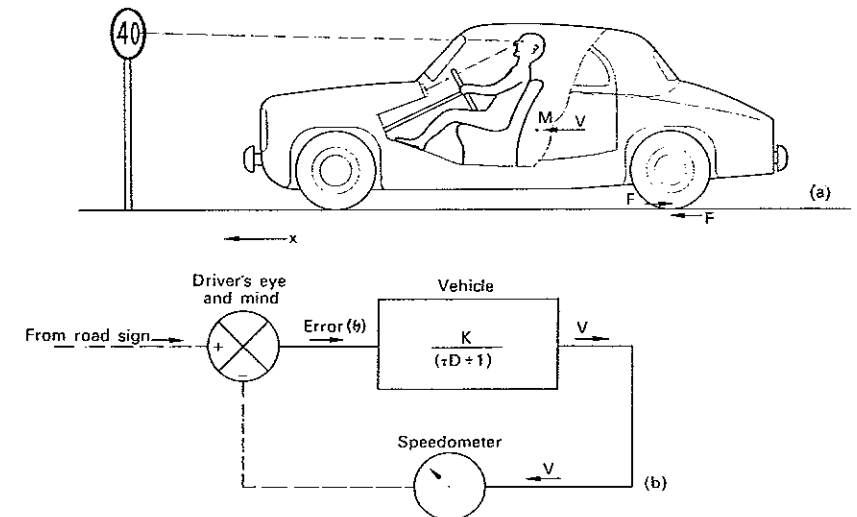 40
M
V
F
F
(a)
x
Driver's eye
and mind
Vehicle
From road sign
+
Error (θ)
K
(τD + 1)
V
−
Speedometer
V
(b)